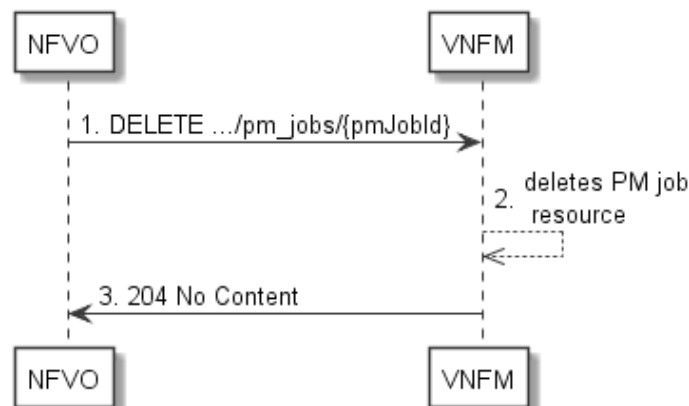 NFVO VNFM
1. DELETE .../pm_jobs/{pmJobId}
2. deletes PM job
resource
3. 204 No Content
NFVO VNFM